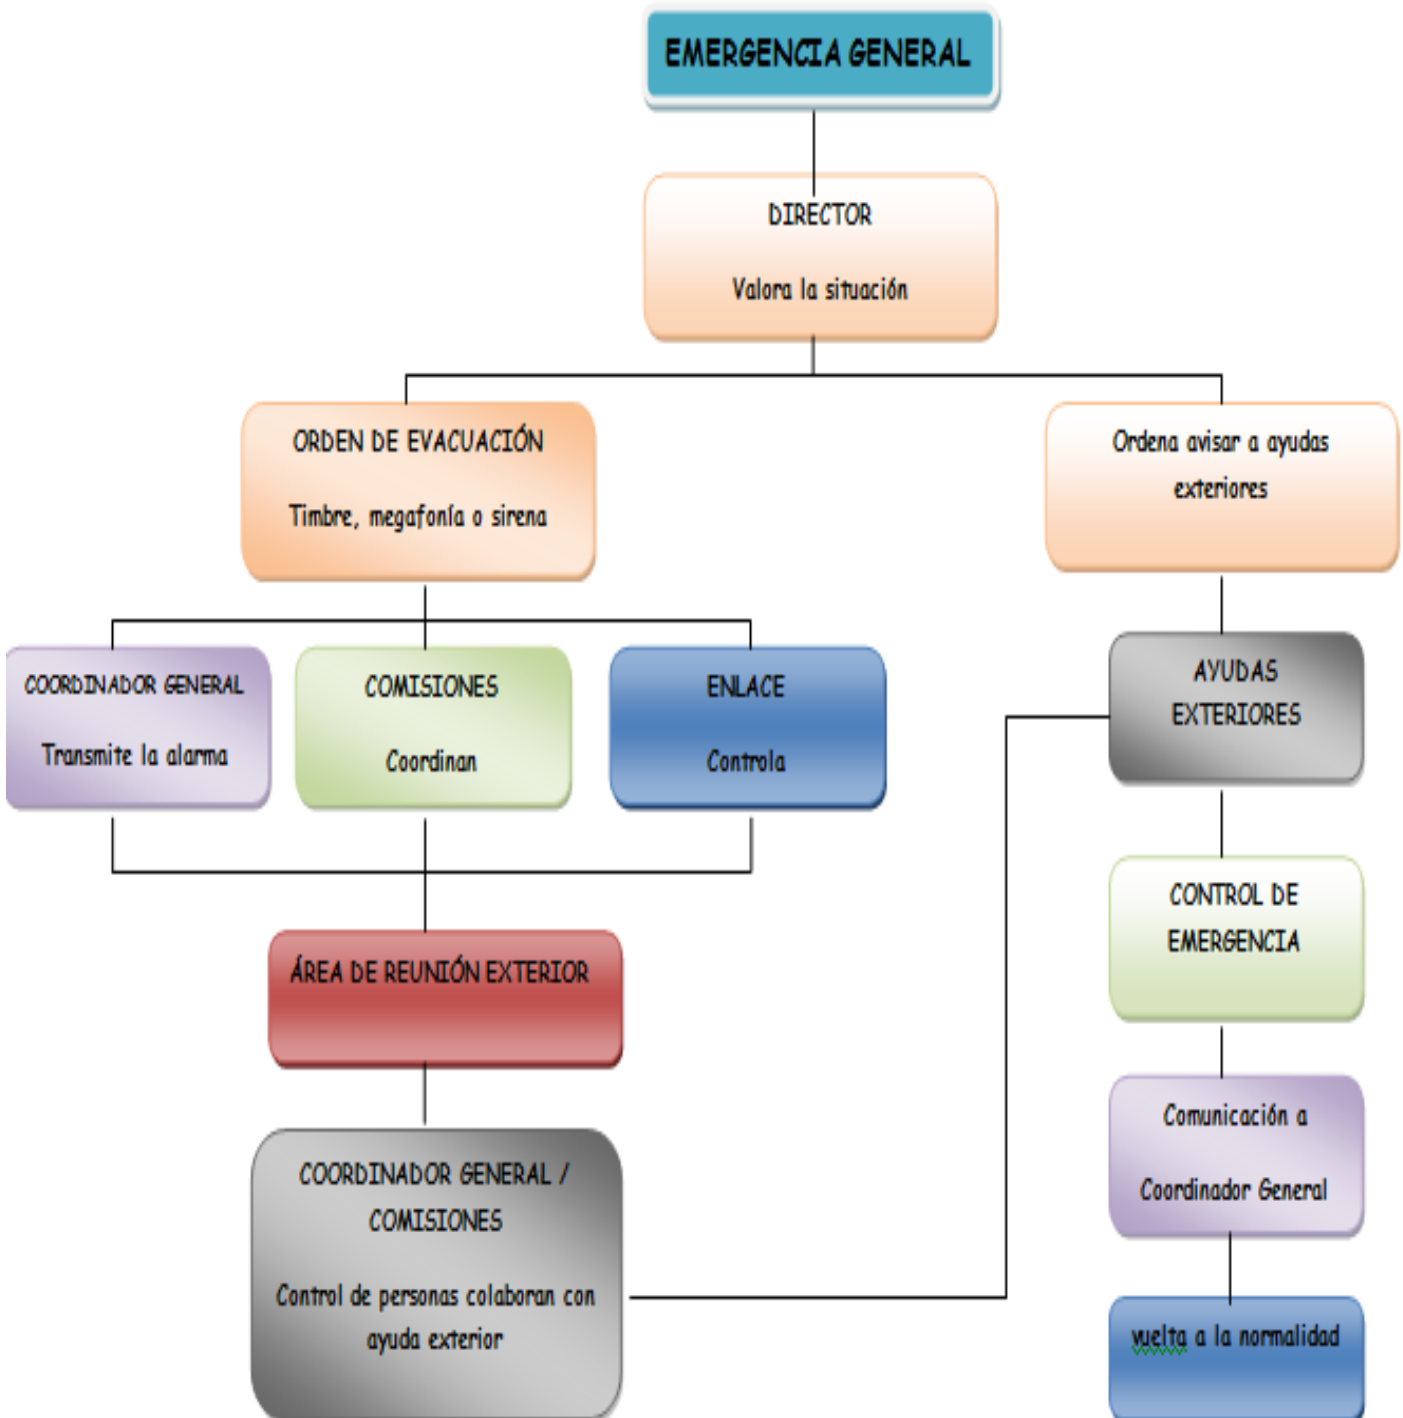 EMERGENCIA GENERAL
DIRECTOR
Valora la situación
ORDEN DE EVACUACIÓN
Timbre, megafonía o sirena
Ordena avisar a ayudas
exteriores
COORDINADOR GENERAL
Transmite la alarma
COMISIONES
Coordinan
ENLACE
Controla
AYUDAS
EXTERIORES
CONTROL DE
EMERGENCIA
ÁREA DE REUNIÓN EXTERIOR
COORDINADOR GENERAL /
COMISIONES
Control de personas colaboran con
ayuda exterior
Comunicación a
Coordinador General
vuelta a la normalidad